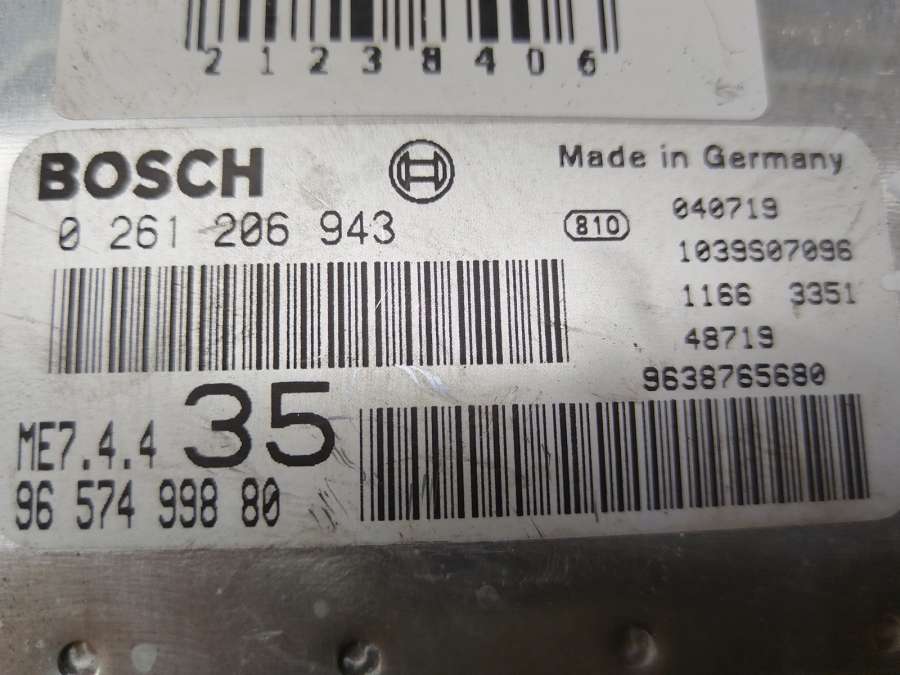 21238406
BOSCH
Made in Germany
0 261 206 943
810
040719
1039S07096
1166 3351
48719
9638765680
ME7.4.4 35
96 574 998 80